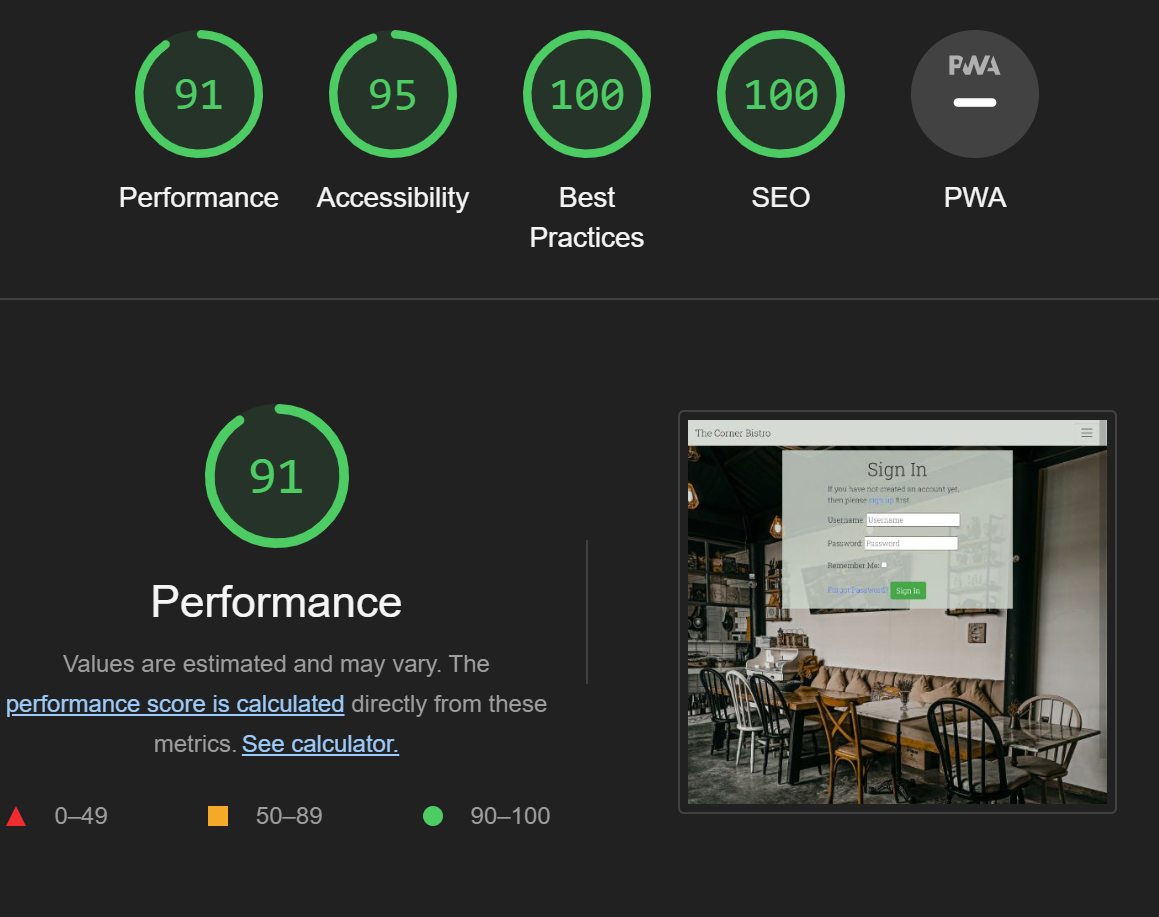 91
95
100
100
PWA
Performance
Accessibility
Best
Practices
SEO
PWA
91
Performance
Values are estimated and may vary. The
performance score is calculated directly from these
metrics. See calculator.
0–49
50–89
90–100
The Corner Bistro
Sign In
If you have not created an account yet,
then please sign up first.
Username: Username
Password: Password
Remember Me:
Forgot Password? Sign In